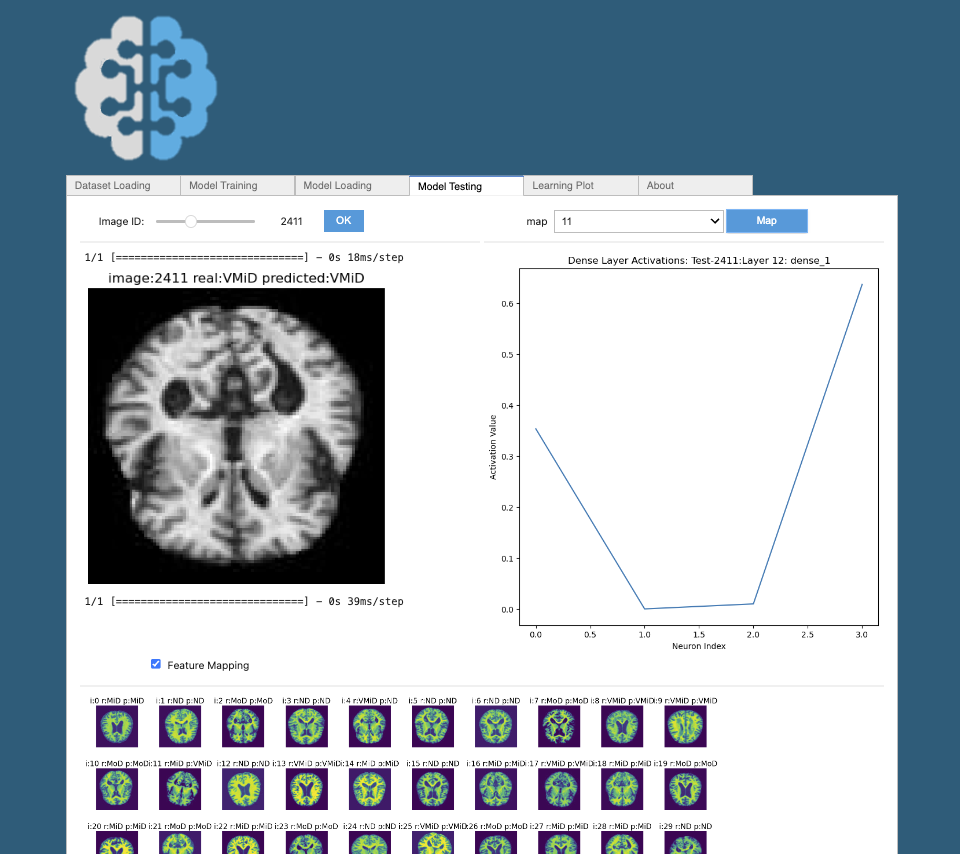 Dataset Loading Model Training Model Loading Model Testing Learning Plot About
Image ID: 2411 OK map 11 Map
1/1 [==============================] – 0s 18ms/step
image:2411 real:VMiD predicted:VMiD
1/1 [==============================] – 0s 39ms/step
Feature Mapping
Dense Layer Activations: Test-2411:Layer 12: dense_1
Activation Value
0.6
0.5
0.4
0.3
0.2
0.1
0.0
0.0 0.5 1.0 1.5 2.0 2.5 3.0
Neuron Index
i:0 r:MiD p:MiD i:1 r:ND p:ND i:2 r:MoD p:MoD i:3 r:ND p:ND i:4 r:VMiD p:ND i:5 r:ND p:ND i:6 r:ND p:ND i:7 r:MoD p:MoD i:8 r:VMiD p:VMiD i:9 r:VMiD p:VMiD
i:10 r:MoD p:MoD i:11 r:MiD p:VMiD i:12 r:ND p:ND i:13 r:VMiD p:VMiD i:14 r:MiD p:MiD i:15 r:ND p:ND i:16 r:MiD p:MiD i:17 r:VMiD p:VMiD i:18 r:MiD p:MiD i:19 r:MoD p:MoD
i:20 r:MiD p:MiD i:21 r:MoD p:MoD i:22 r:MiD p:MiD i:23 r:MoD p:MoD i:24 r:ND p:ND i:25 r:VMiD p:VMiD i:26 r:MoD p:MoD i:27 r:MiD p:MiD i:28 r:MiD p:MiD i:29 r:ND p:ND